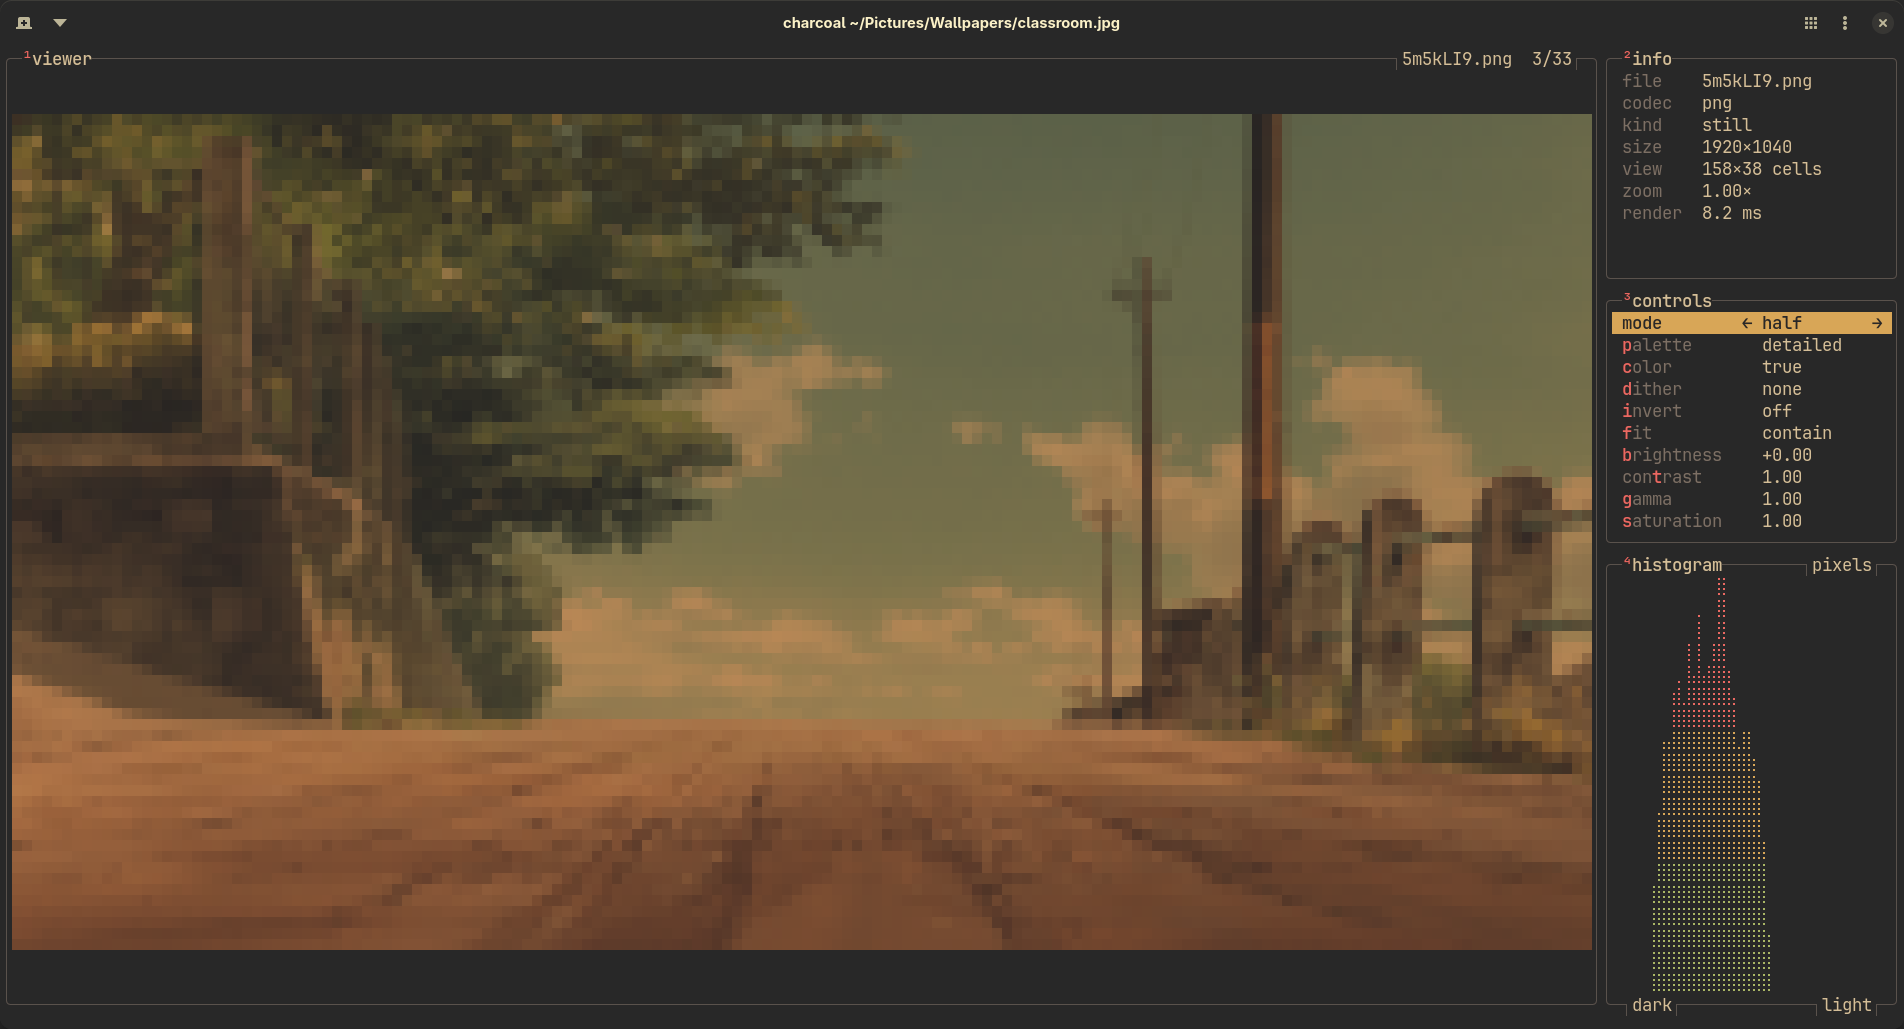 charcoal ~/Pictures/Wallpapers/classroom.jpg
¹viewer 5m5kLI9.png 3/33
²info
file 5m5kLI9.png
codec png
kind still
size 1920×1040
view 158×38 cells
zoom 1.00×
render 8.2 ms
³controls
mode ← half →
palette detailed
color true
dither none
invert off
fit contain
brightness +0.00
contrast 1.00
gamma 1.00
saturation 1.00
⁴histogram pixels
dark light